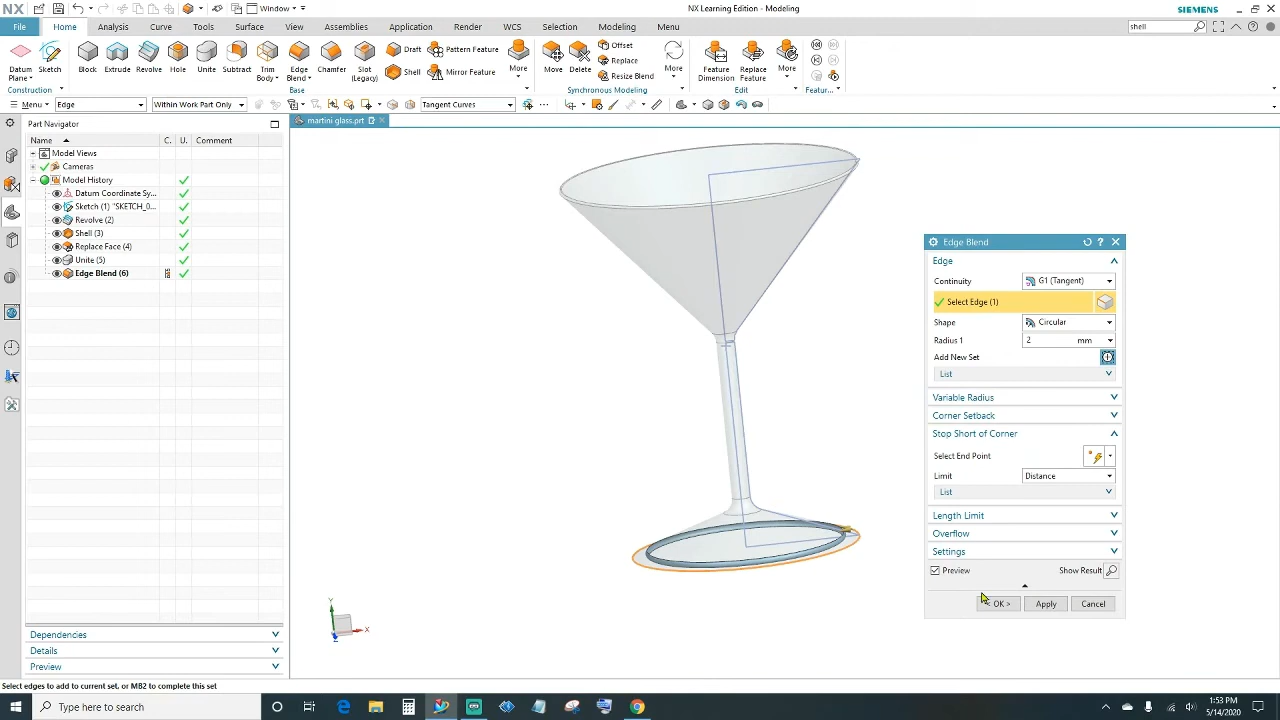 NX
Window
NX Learning Edition - Modeling
SIEMENS
File Home Analysis Curve Tools Surface View Assemblies Application Render WCS Selection Modeling Menu
shell
Datum Plane Sketch Block Extrude Revolve Hole Unite Subtract Trim Body Edge Blend Chamfer Slot (Legacy) Draft Shell Pattern Feature Mirror Feature More Move Delete Offset Replace Resize Blend More Feature Dimension Replace Feature More
Construction Base Synchronous Modeling Edit Featur...
Menu Edge Within Work Part Only Tangent Curves
Part Navigator
martini glass.prt
Name C. U. Comment
Model Views
Cameras
Model History
Datum Coordinate Sy...
Sketch (1) "SKETCH_0...
Revolve (2)
Shell (3)
Replace Face (4)
Unite (5)
Edge Blend (6)
Edge Blend
Edge
Continuity G1 (Tangent)
Select Edge (1)
Shape Circular
Radius 1 2 mm
Add New Set
List
Variable Radius
Corner Setback
Stop Short of Corner
Select End Point
Limit Distance
List
Length Limit
Overflow
Settings
Preview Show Result
< OK > Apply Cancel
Y
X
Dependencies
Details
Preview
Select edges to add to current set, or MB2 to complete this set
Type here to search
1:53 PM
5/14/2020